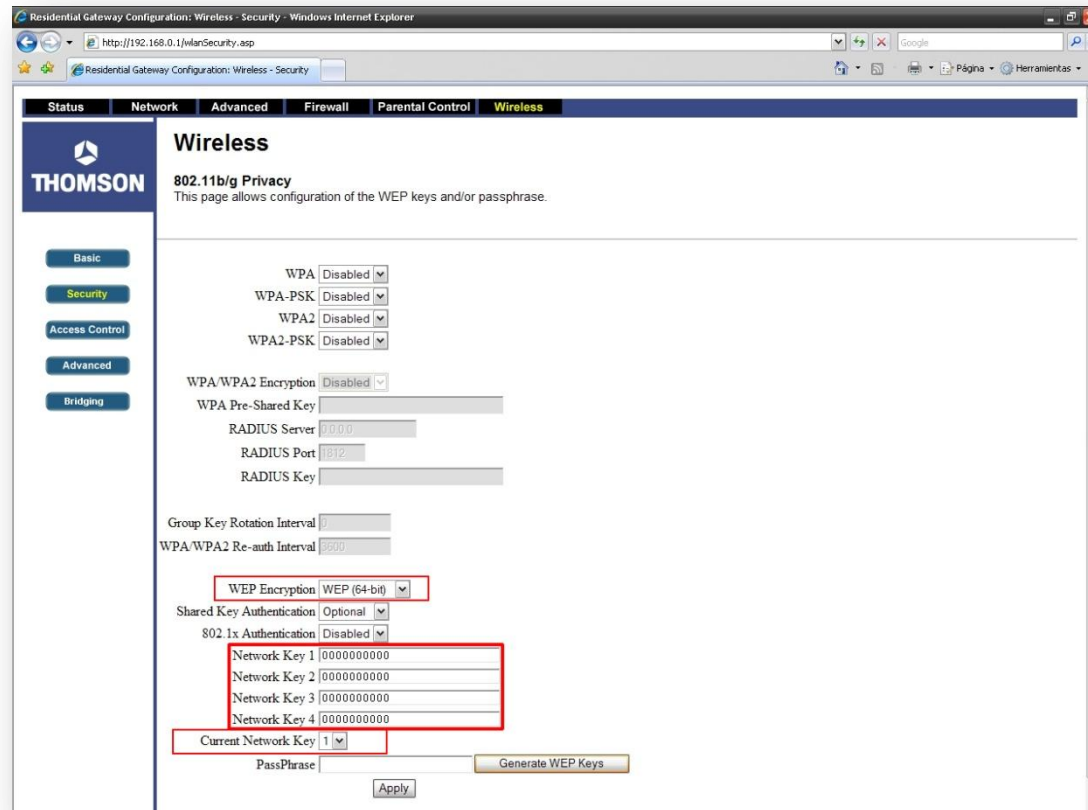 Residential Gateway Configuration: Wireless - Security - Windows Internet Explorer
http://192.168.0.1/wlanSecurity.asp
Google
Residential Gateway Configuration: Wireless - Security
Página
Herramientas
Status Network Advanced Firewall Parental Control Wireless
THOMSON
Wireless
802.11b/g Privacy
This page allows configuration of the WEP keys and/or passphrase.
Basic
Security
Access Control
Advanced
Bridging
WPA Disabled
WPA-PSK Disabled
WPA2 Disabled
WPA2-PSK Disabled
WPA/WPA2 Encryption Disabled
WPA Pre-Shared Key
RADIUS Server 0.0.0.0
RADIUS Port 1812
RADIUS Key
Group Key Rotation Interval 0
WPA/WPA2 Re-auth Interval 3600
WEP Encryption WEP (64-bit)
Shared Key Authentication Optional
802.1x Authentication Disabled
Network Key 1 0000000000
Network Key 2 0000000000
Network Key 3 0000000000
Network Key 4 0000000000
Current Network Key 1
PassPhrase Generate WEP Keys
Apply